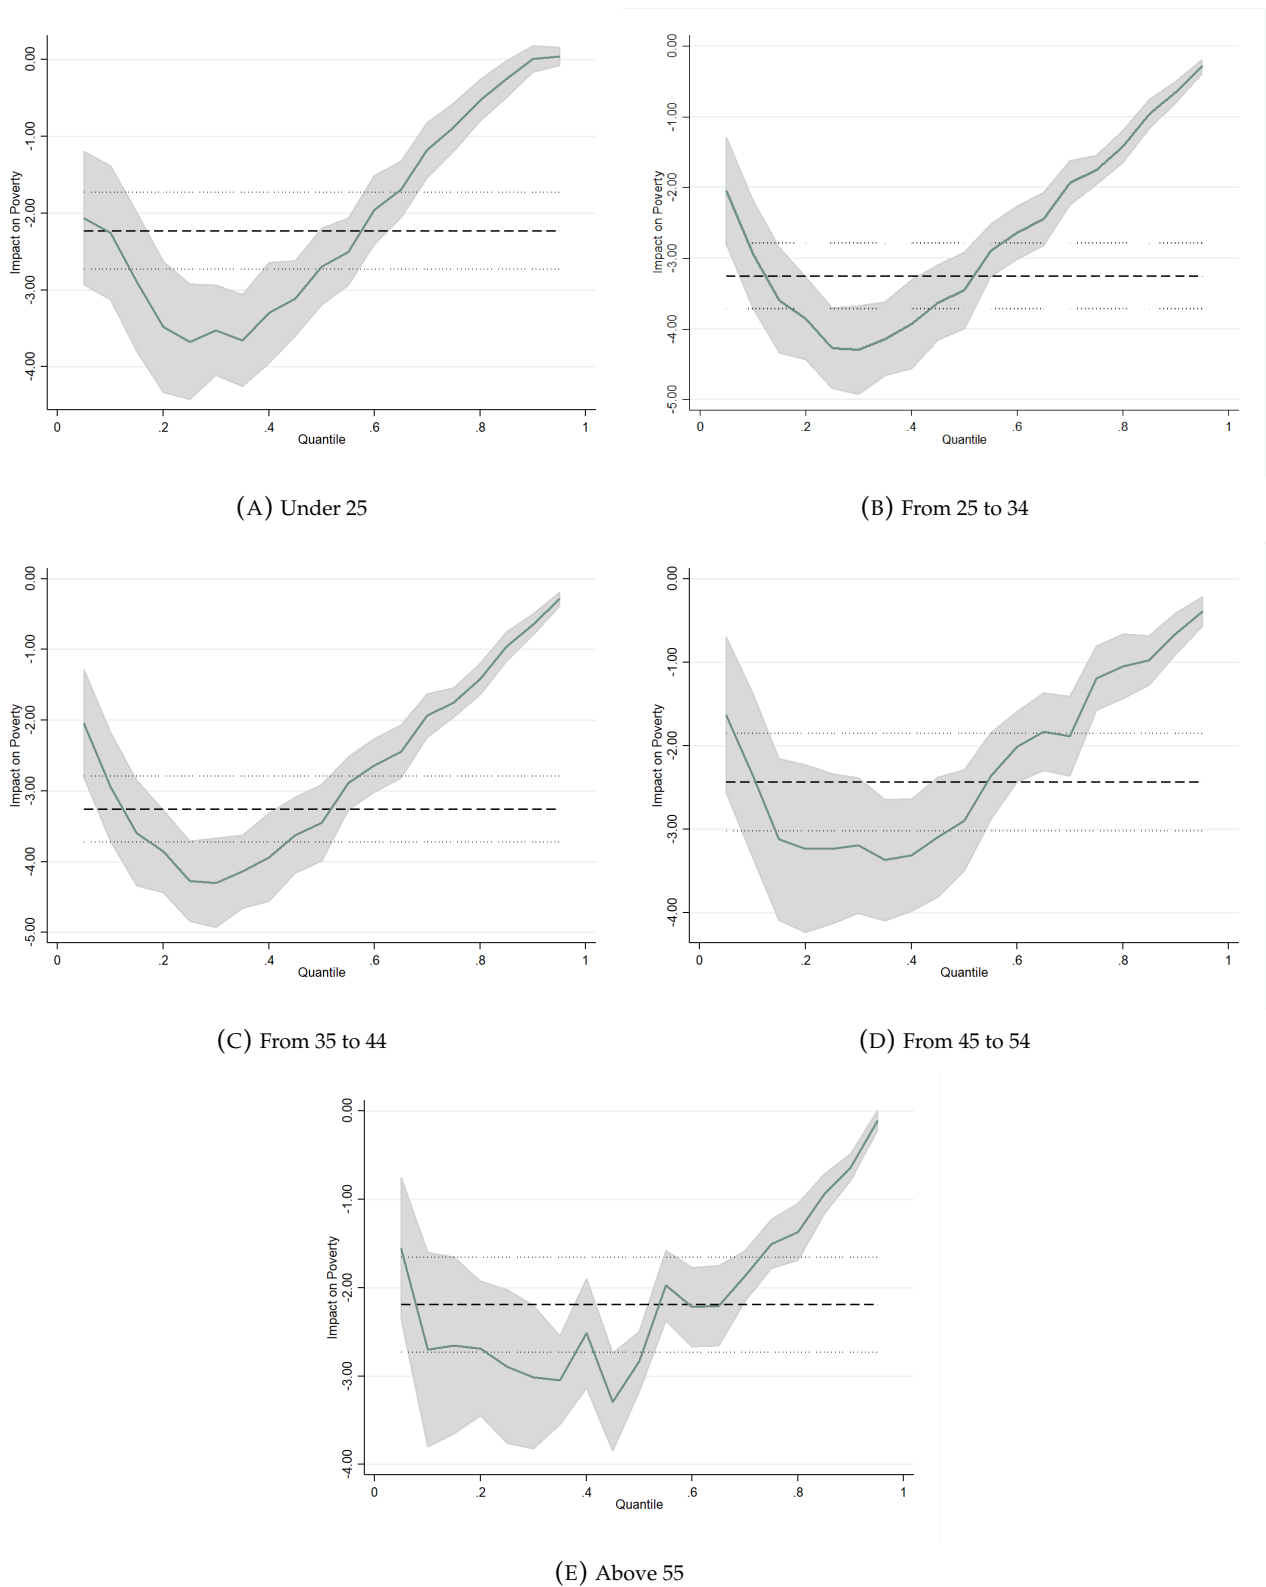 0.00
-1.00
-2.00
-3.00
-4.00
Impact on Poverty
0 .2 .4 .6 .8 1
Quantile
(A) Under 25
0.00
-1.00
-2.00
-3.00
-4.00
-5.00
Impact on Poverty
0 .2 .4 .6 .8 1
Quantile
(B) From 25 to 34
0.00
-1.00
-2.00
-3.00
-4.00
-5.00
Impact on Poverty
0 .2 .4 .6 .8 1
Quantile
(C) From 35 to 44
0.00
-1.00
-2.00
-3.00
-4.00
Impact on Poverty
0 .2 .4 .6 .8 1
Quantile
(D) From 45 to 54
0.00
-1.00
-2.00
-3.00
-4.00
Impact on Poverty
0 .2 .4 .6 .8 1
Quantile
(E) Above 55